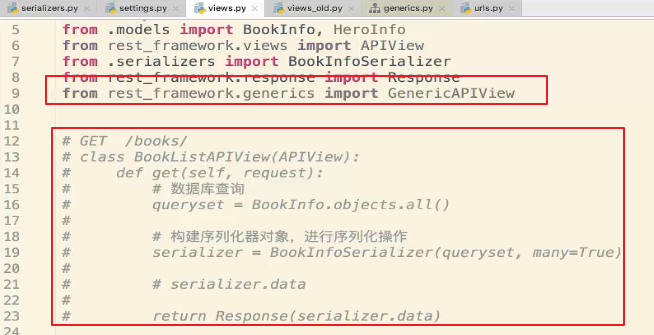 serializers.py × settings.py × views.py × views_old.py × generics.py × urls.py ×
5 from .models import BookInfo, HeroInfo
6 from rest_framework.views import APIView
7 from .serializers import BookInfoSerializer
8 from rest_framework.response import Response
9 from rest_framework.generics import GenericAPIView
10
11
12 # GET  /books/
13 # class BookListAPIView(APIView):
14 #     def get(self, request):
15 #         # 数据库查询
16 #         queryset = BookInfo.objects.all()
17 #
18 #         # 构建序列化器对象，进行序列化操作
19 #         serializer = BookInfoSerializer(queryset, many=True)
20 #
21 #         # serializer.data
22 #
23 #         return Response(serializer.data)
24